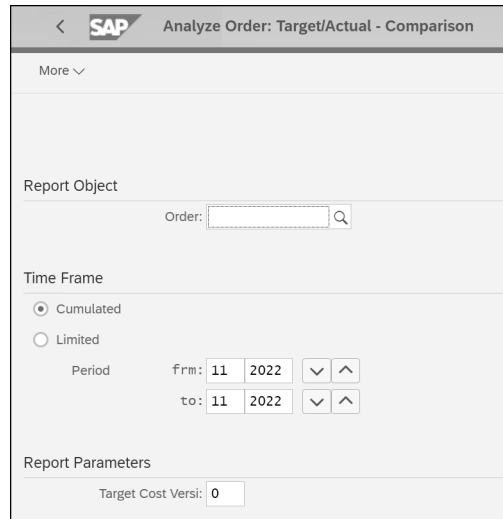 SAP Analyze Order: Target/Actual - Comparison
More
Report Object
Order:
Time Frame
Cumulated
Limited
Period frm: 11 2022
to: 11 2022
Report Parameters
Target Cost Versi: 0